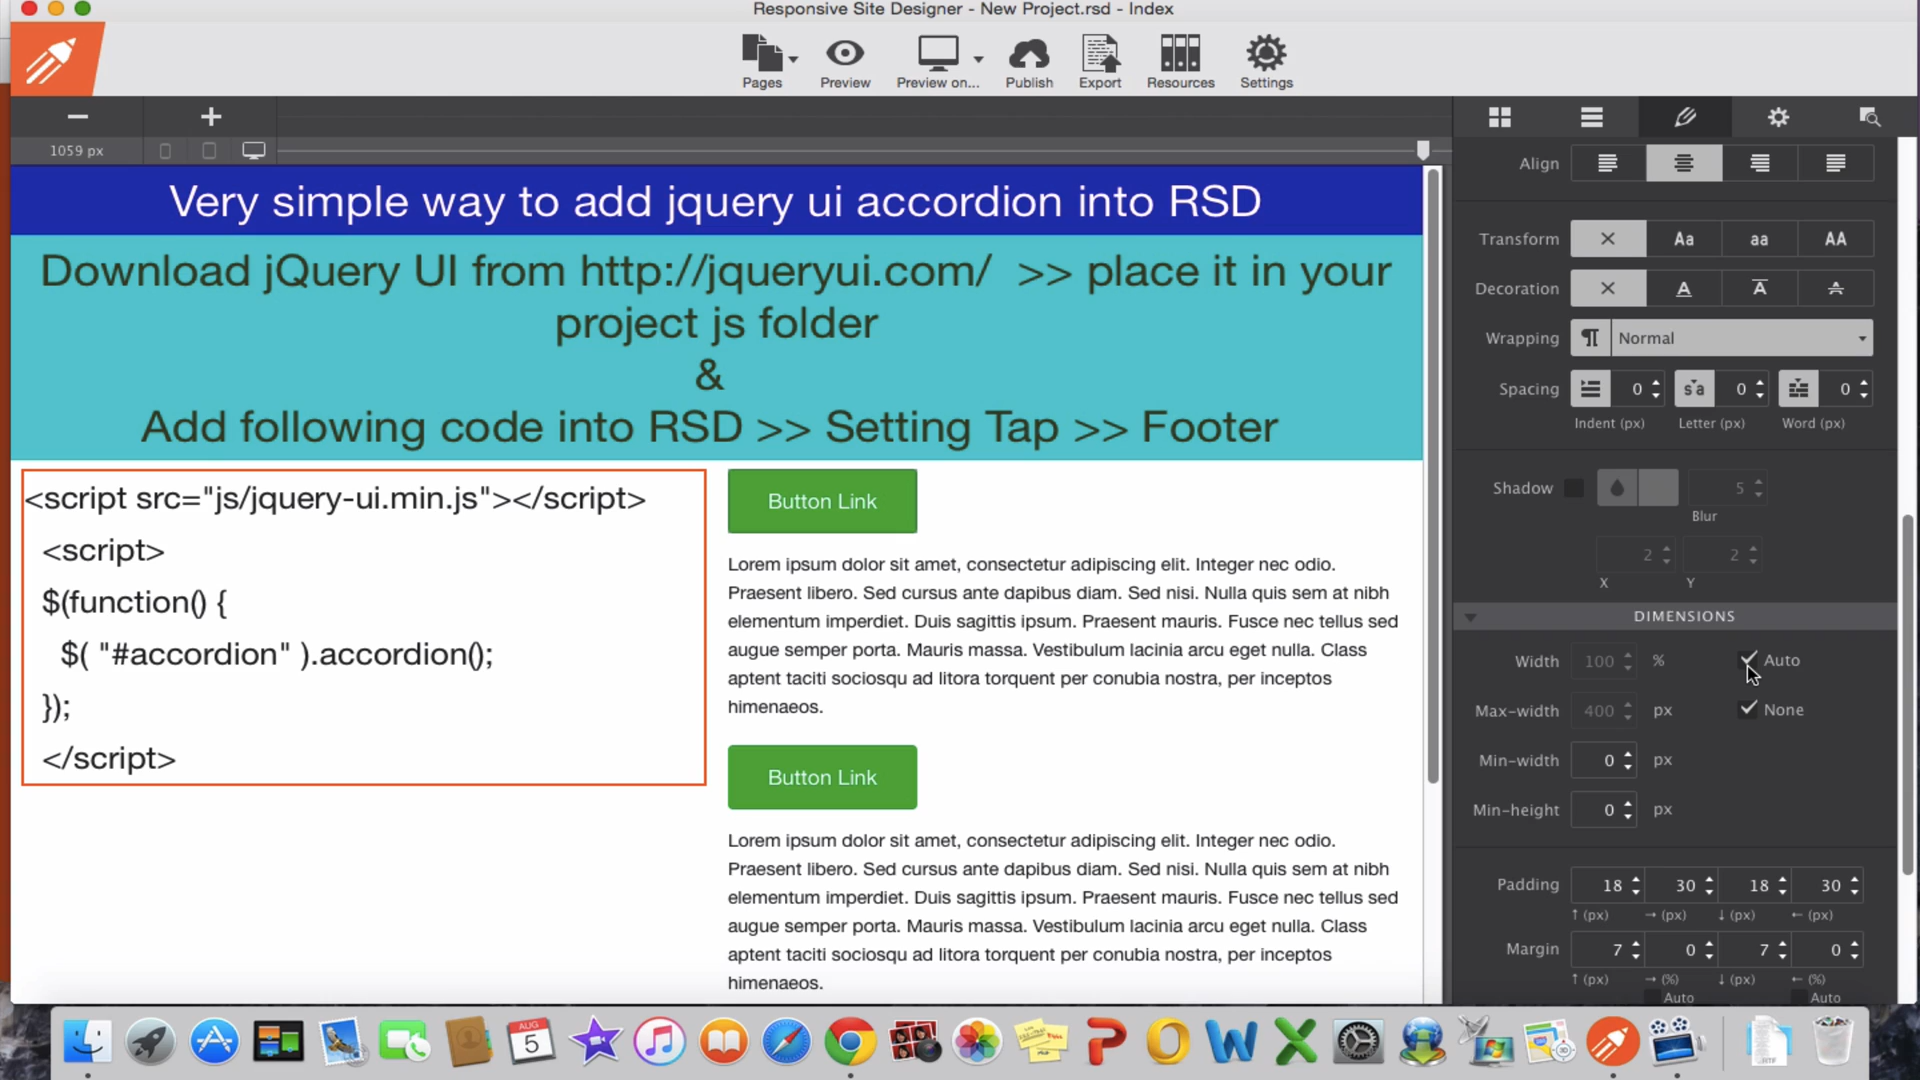 Responsive Site Designer - New Project.rsd - Index
Pages
Preview
Preview on...
Publish
Export
Resources
Settings
1059 px
Very simple way to add jquery ui accordion into RSD
Download jQuery UI from http://jqueryui.com/ >> place it in your
project js folder
&
Add following code into RSD >> Setting Tap >> Footer
<script src="js/jquery-ui.min.js"></script>
<script>
$(function() {
$( "#accordion" ).accordion();
});
</script>
Button Link
Lorem ipsum dolor sit amet, consectetur adipiscing elit. Integer nec odio.
Praesent libero. Sed cursus ante dapibus diam. Sed nisi. Nulla quis sem at nibh
elementum imperdiet. Duis sagittis ipsum. Praesent mauris. Fusce nec tellus sed
augue semper porta. Mauris massa. Vestibulum lacinia arcu eget nulla. Class
aptent taciti sociosqu ad litora torquent per conubia nostra, per inceptos
himenaeos.
Button Link
Lorem ipsum dolor sit amet, consectetur adipiscing elit. Integer nec odio.
Praesent libero. Sed cursus ante dapibus diam. Sed nisi. Nulla quis sem at nibh
elementum imperdiet. Duis sagittis ipsum. Praesent mauris. Fusce nec tellus sed
augue semper porta. Mauris massa. Vestibulum lacinia arcu eget nulla. Class
aptent taciti sociosqu ad litora torquent per conubia nostra, per inceptos
himenaeos.
Align
Transform Aa aa AA
Decoration A A A
Wrapping Normal
Spacing 0 s'a 0 0
Indent (px) Letter (px) Word (px)
Shadow 5
Blur
2 2
X Y
DIMENSIONS
Width 100 % Auto
Max-width 400 px None
Min-width 0 px
Min-height 0 px
Padding 18 30 18 30
↑ (px) → (px) ↓ (px) ← (px)
Margin 7 0 7 0
↑ (px) → (%) ↓ (px) ← (%)
Auto Auto
AUG
5